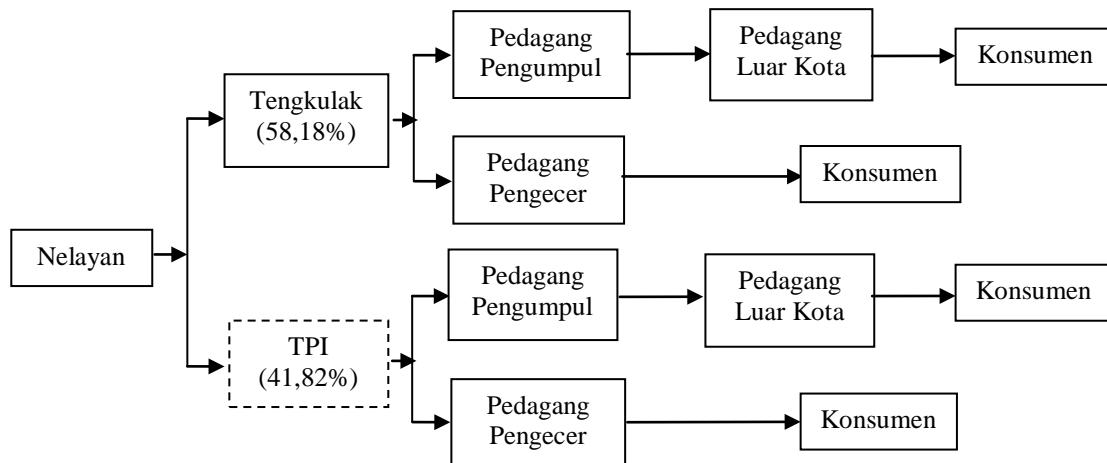 Pedagang
Pengumpul
Pedagang
Luar Kota
Konsumen
Tengkulak
(58,18%)
Pedagang
Pengecer
Konsumen
Nelayan
Pedagang
Pengumpul
Pedagang
Luar Kota
Konsumen
TPI
(41,82%)
Pedagang
Pengecer
Konsumen